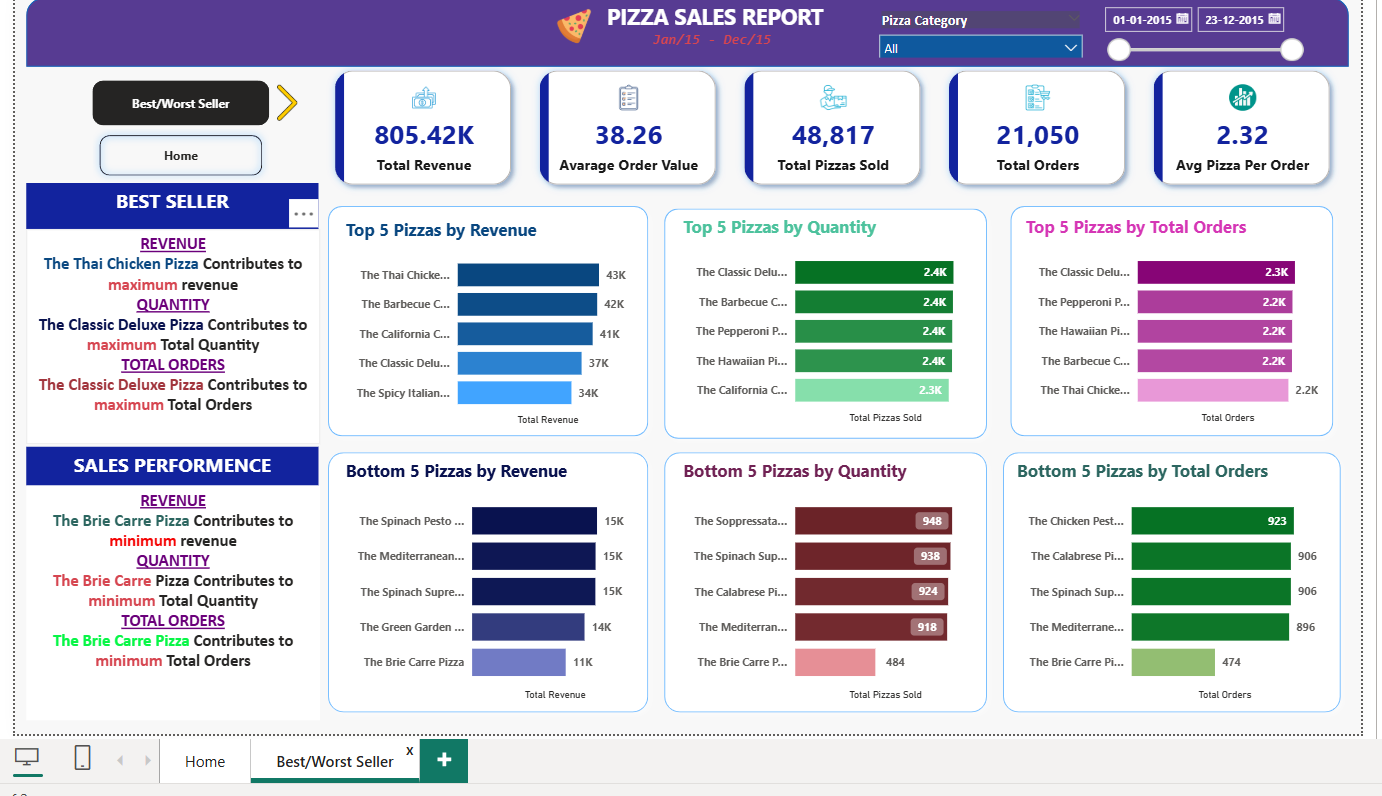 PIZZA SALES REPORT
Jan/15 - Dec/15
Pizza Category
All
01-01-2015
23-12-2015
Best/Worst Seller
Home
805.42K
Total Revenue
38.26
Avarage Order Value
48,817
Total Pizzas Sold
21,050
Total Orders
2.32
Avg Pizza Per Order
BEST SELLER
...
REVENUE
The Thai Chicken Pizza Contributes to
maximum revenue
QUANTITY
The Classic Deluxe Pizza Contributes to
maximum Total Quantity
TOTAL ORDERS
The Classic Deluxe Pizza Contributes to
maximum Total Orders
SALES PERFORMENCE
REVENUE
The Brie Carre Pizza Contributes to
minimum revenue
QUANTITY
The Brie Carre Pizza Contributes to
minimum Total Quantity
TOTAL ORDERS
The Brie Carre Pizza Contributes to
minimum Total Orders
Top 5 Pizzas by Revenue
The Thai Chicke... 43K
The Barbecue C... 42K
The California C... 41K
The Classic Delu... 37K
The Spicy Italian... 34K
Total Revenue
Top 5 Pizzas by Quantity
The Classic Delu... 2.4K
The Barbecue C... 2.4K
The Pepperoni P... 2.4K
The Hawaiian Pi... 2.4K
The California C... 2.3K
Total Pizzas Sold
Top 5 Pizzas by Total Orders
The Classic Delu... 2.3K
The Pepperoni P... 2.2K
The Hawaiian Pi... 2.2K
The Barbecue C... 2.2K
The Thai Chicke... 2.2K
Total Orders
Bottom 5 Pizzas by Revenue
The Spinach Pesto ... 15K
The Mediterranean... 15K
The Spinach Supre... 15K
The Green Garden ... 14K
The Brie Carre Pizza 11K
Total Revenue
Bottom 5 Pizzas by Quantity
The Soppressata... 948
The Spinach Sup... 938
The Calabrese Pi... 924
The Mediterran... 918
The Brie Carre P... 484
Total Pizzas Sold
Bottom 5 Pizzas by Total Orders
The Chicken Pest... 923
The Calabrese Pi... 906
The Spinach Sup... 906
The Mediterrane... 896
The Brie Carre Pi... 474
Total Orders
Home
Best/Worst Seller
x
+